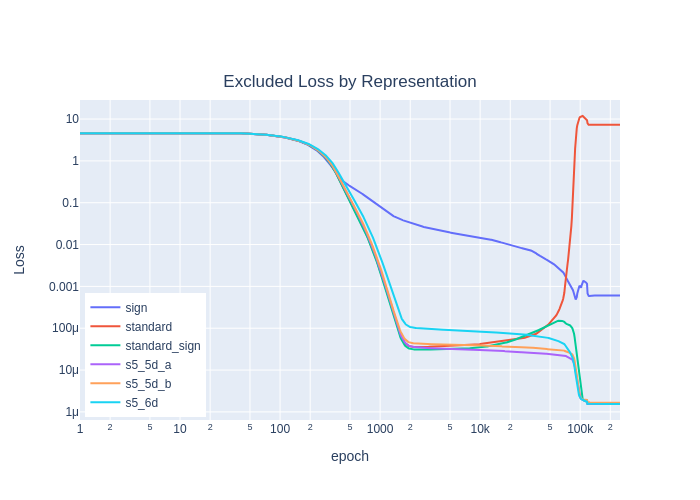 Excluded Loss by Representation
10
1
0.1
0.01
0.001
100μ
10μ
1μ
Loss
sign
standard
standard_sign
s5_5d_a
s5_5d_b
s5_6d
1 2 5 10 2 5 100 2 5 1000 2 5 10k 2 5 100k 2
epoch